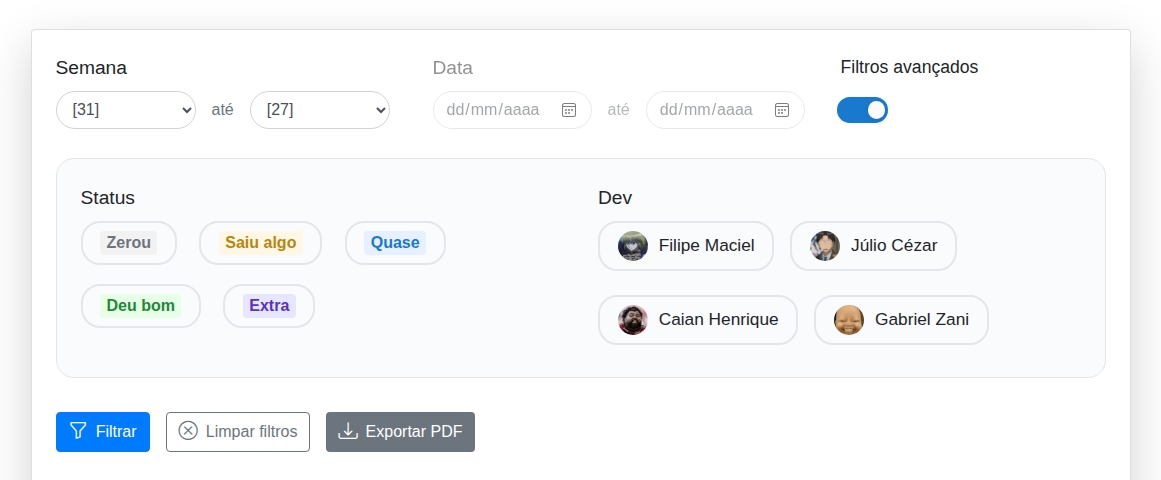 Semana Data Filtros avançados
[31] até [27] dd/mm/aaaa até dd/mm/aaaa
Status Dev
Zerou Saiu algo Quase Filipe Maciel Júlio Cézar
Deu bom Extra Caian Henrique Gabriel Zani
Filtrar Limpar filtros Exportar PDF